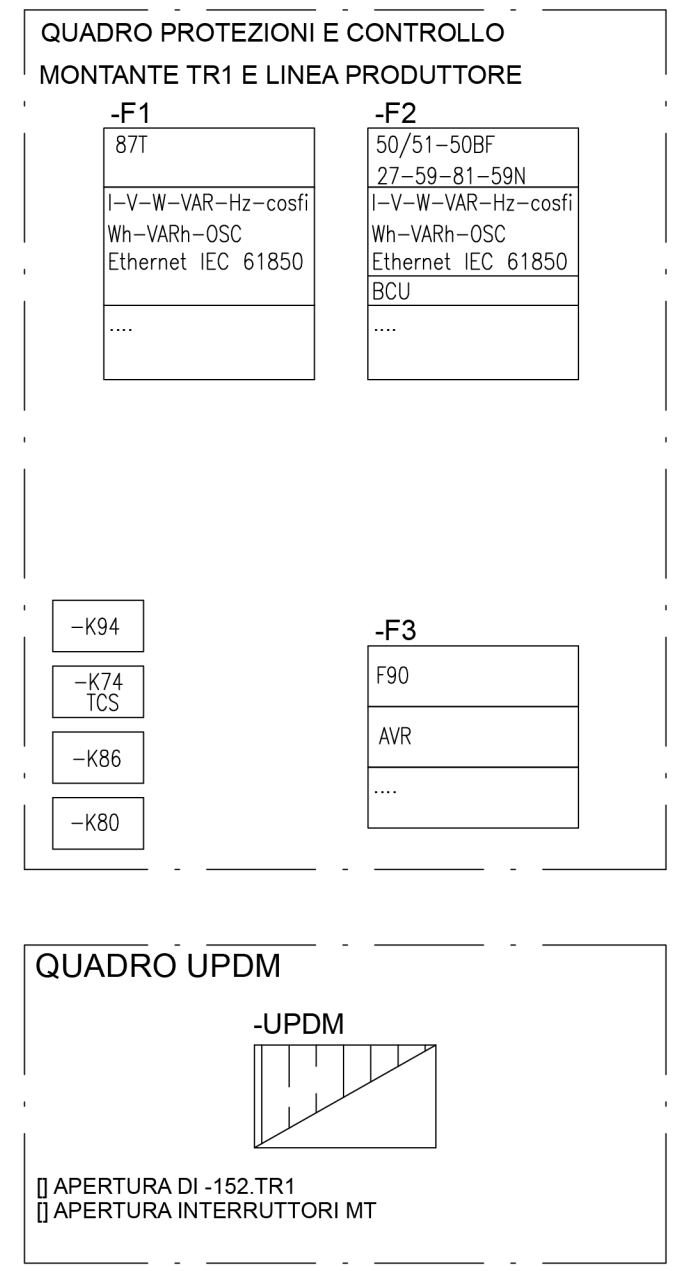 QUADRO PROTEZIONI E CONTROLLO
MONTANTE TR1 E LINEA PRODUTTORE
-F1
87T
I-V-W-VAR-Hz-cosfi
Wh-VARh-OSC
Ethernet IEC 61850
....
-F2
50/51-50BF
27-59-81-59N
I-V-W-VAR-Hz-cosfi
Wh-VARh-OSC
Ethernet IEC 61850
BCU
....
-K94
-K74
TCS
-K86
-K80
-F3
F90
AVR
....
QUADRO UPDM
-UPDM
[] APERTURA DI -152.TR1
[] APERTURA INTERRUTTORI MT